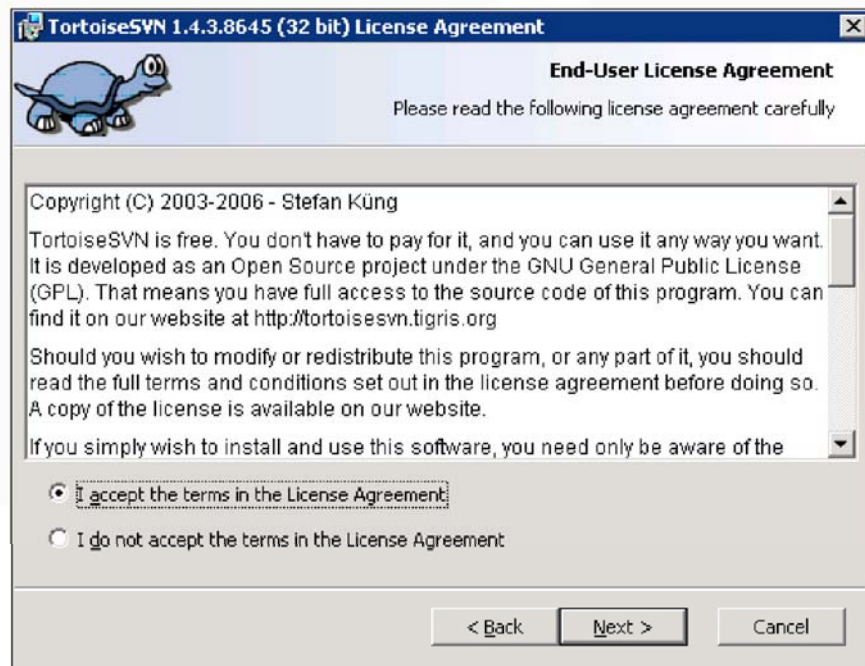 TortoiseSVN 1.4.3.8645 (32 bit) License Agreement
End-User License Agreement
Please read the following license agreement carefully
Copyright (C) 2003-2006 - Stefan Küng
TortoiseSVN is free. You don't have to pay for it, and you can use it any way you want.
It is developed as an Open Source project under the GNU General Public License
(GPL). That means you have full access to the source code of this program. You can
find it on our website at http://tortoisesvn.tigris.org
Should you wish to modify or redistribute this program, or any part of it, you should
read the full terms and conditions set out in the license agreement before doing so.
A copy of the license is available on our website.
If you simply wish to install and use this software, you need only be aware of the
I accept the terms in the License Agreement
I do not accept the terms in the License Agreement
< Back Next > Cancel